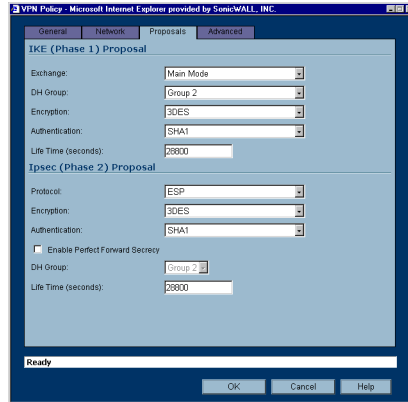 VPN Policy - Microsoft Internet Explorer provided by SonicWALL, INC.
General Network Proposals Advanced
IKE (Phase 1) Proposal
Exchange: Main Mode
DH Group: Group 2
Encryption: 3DES
Authentication: SHA1
Life Time (seconds): 28800
Ipsec (Phase 2) Proposal
Protocol: ESP
Encryption: 3DES
Authentication: SHA1
Enable Perfect Forward Secrecy
DH Group: Group 2
Life Time (seconds): 28800
Ready
OK Cancel Help